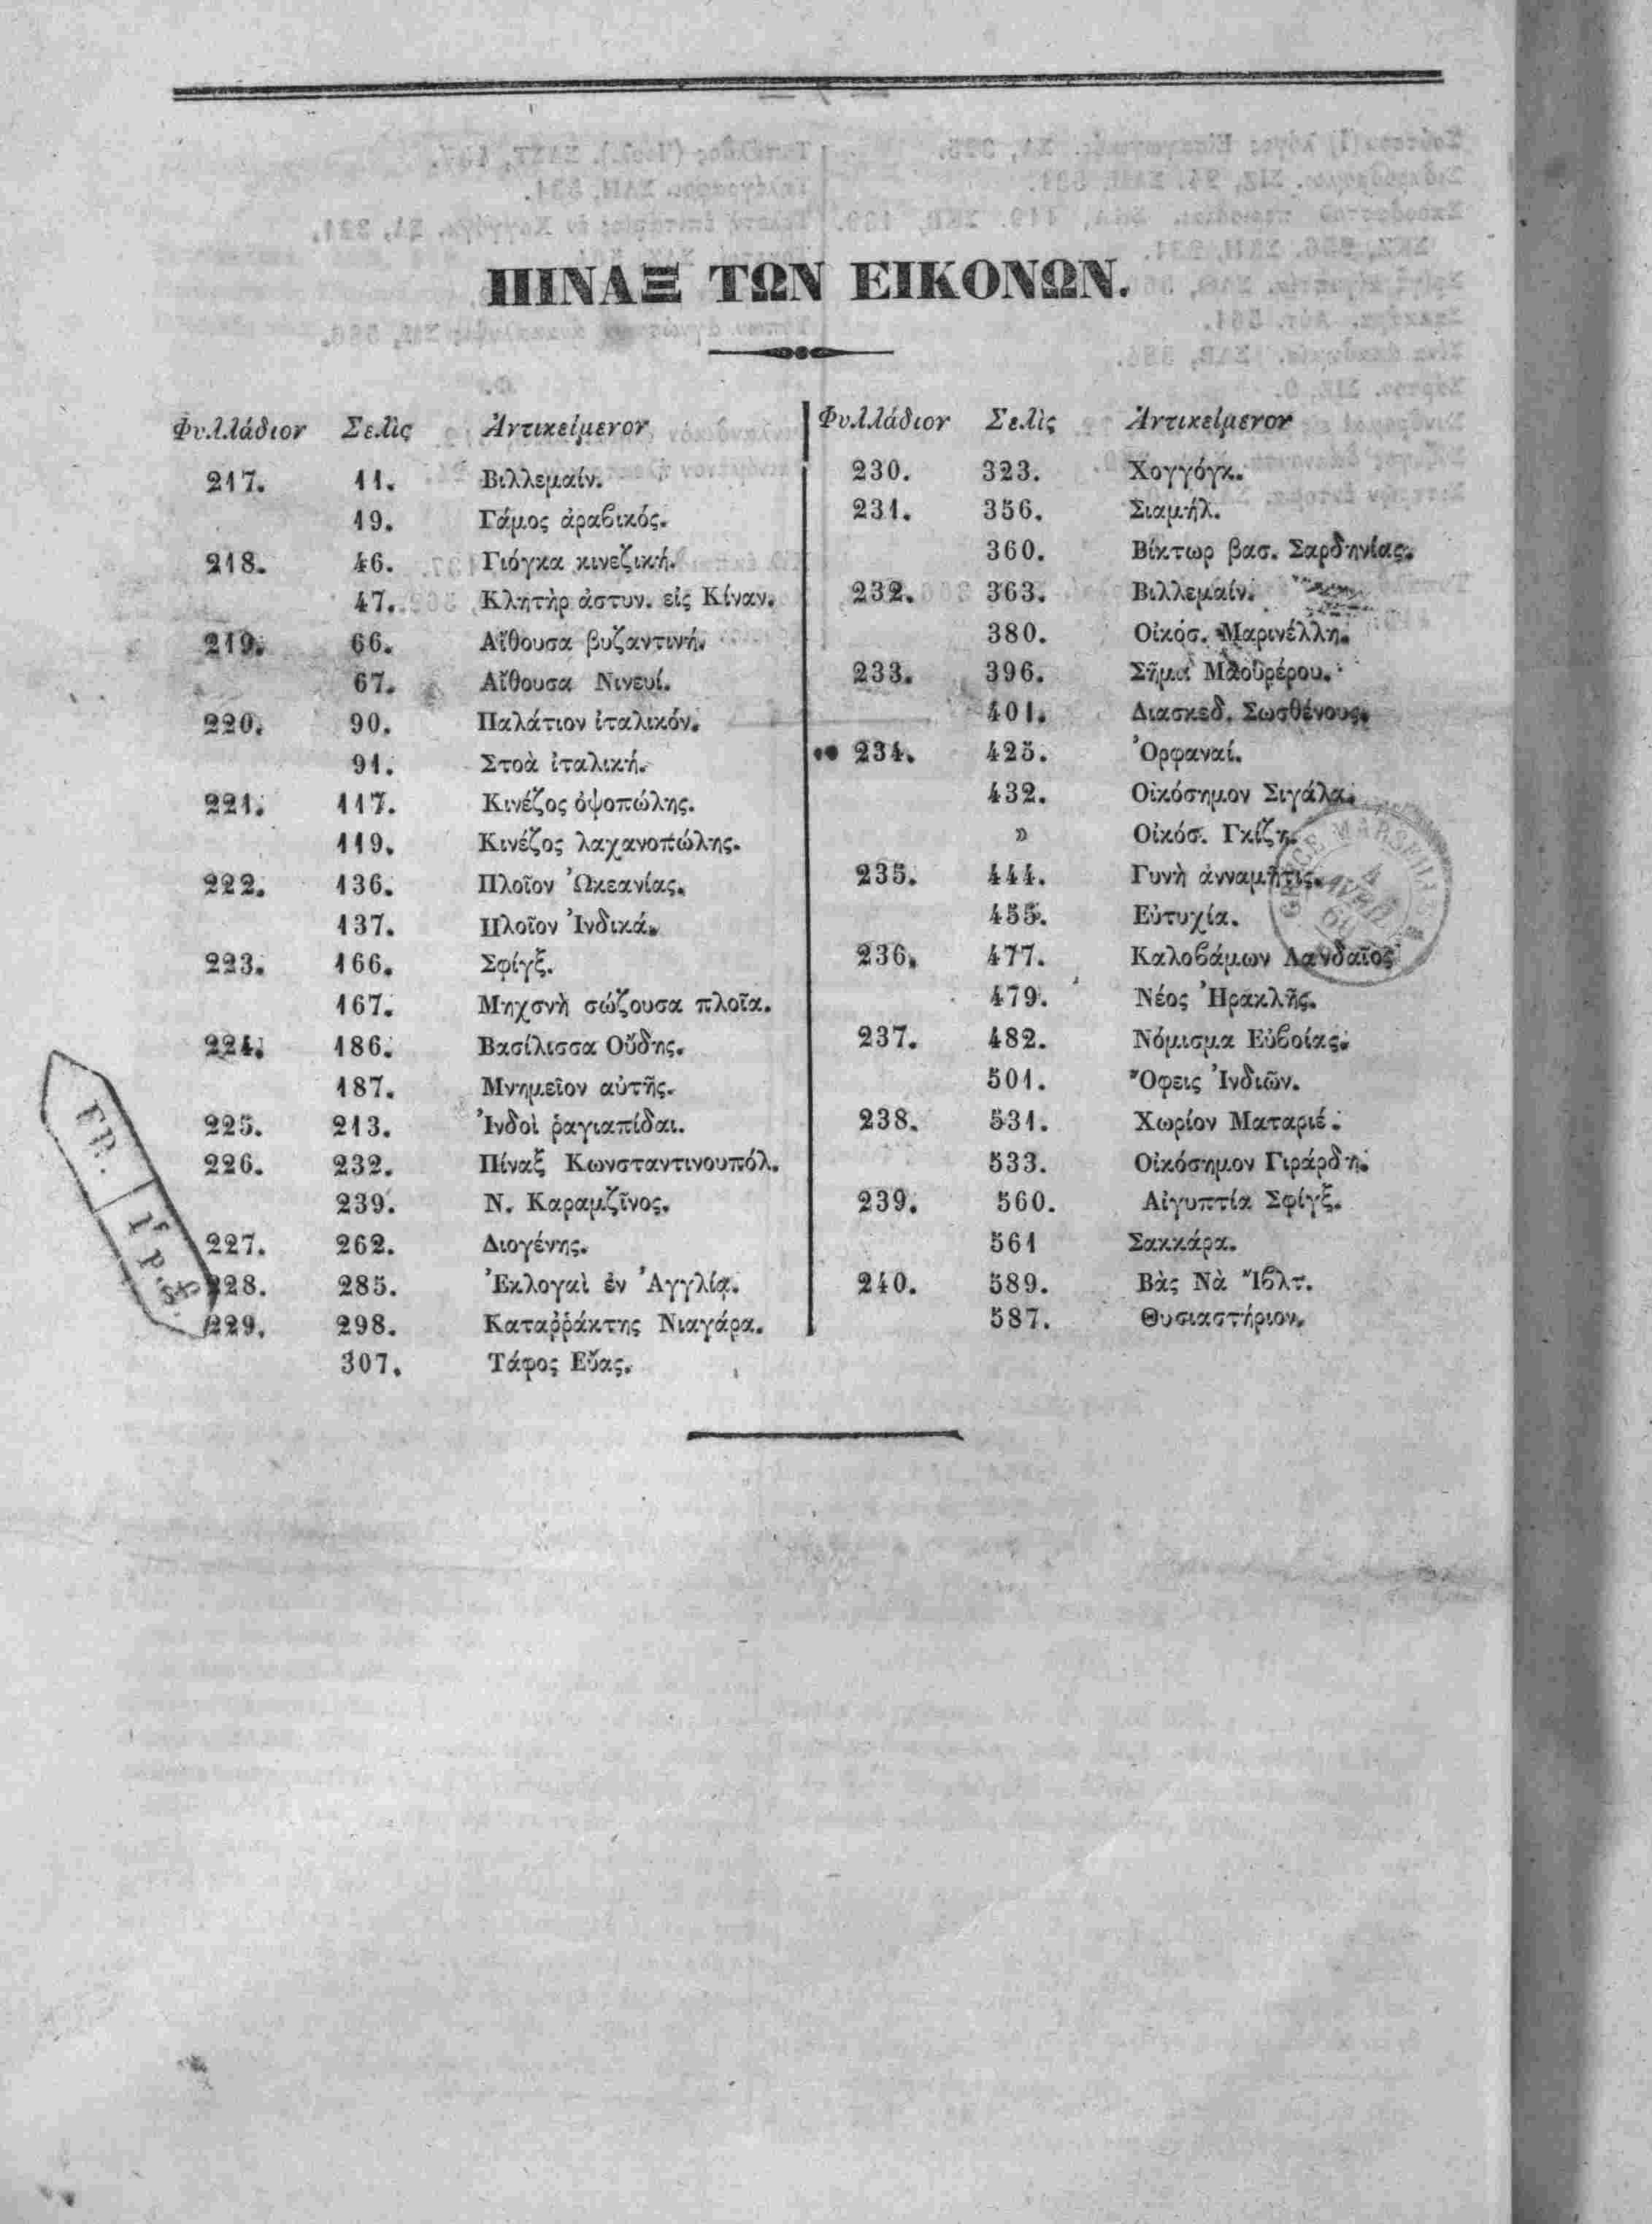 ΠΙΝΑΞ ΤΩΝ ΕΙΚΟΝΩΝ.
Φυλλάδιον Σελὶς Ἀντικείμενον
217. 11. Βιλλεμαίν.
19. Γάμος ἀραβικός.
218. 46. Γιόγκα κινεζική.
47. Κλητὴρ ἀστυν. εἰς Κίναν.
219. 66. Αἴθουσα βυζαντινή.
67. Αἴθουσα Νινευί.
220. 90. Παλάτιον ἰταλικόν.
91. Στοὰ ἰταλική.
221. 117. Κινέζος ὀψοπώλης.
119. Κινέζος λαχανοπώλης.
222. 136. Πλοῖον Ὠκεανίας.
137. Πλοῖον Ἰνδικά.
223. 166. Σφίγξ.
167. Μηχσνὴ σώζουσα πλοῖα.
224. 186. Βασίλισσα Οὔδης.
187. Μνημεῖον αὐτῆς.
225. 213. Ἰνδοὶ ῥαγιαπίδαι.
226. 232. Πίναξ Κωνσταντινουπόλ.
239. Ν. Καραμζῖνος.
227. 262. Διογένης.
228. 285. Ἐκλογαὶ ἐν Ἀγγλίᾳ.
229. 298. Καταῤῥάκτης Νιαγάρα.
307. Τάφος Εὔας.
Φυλλάδιον Σελὶς Ἀντικείμενον
230. 323. Χογγόγκ.
231. 356. Σιαμήλ.
360. Βίκτωρ βασ. Σαρδηνίας.
232. 363. Βιλλεμαίν.
380. Οἰκόσ. Μαρινέλλη.
233. 396. Σῆμα Μαουρέρου.
401. Διασκεδ. Σωσθένους.
234. 425. Ὀρφαναί.
432. Οἰκόσημον Σιγάλα.
» Οἰκόσ. Γκίζη.
235. 444. Γυνὴ ἀνναμῆτις.
455. Εὐτυχία.
236. 477. Καλοβάμων Λανδαῖος
479. Νέος Ἡρακλῆς.
237. 482. Νόμισμα Εὐβοίας.
501. Ὄφεις Ἰνδιῶν.
238. 531. Χωρίον Ματαριέ.
533. Οἰκόσημον Γιράρδη.
239. 560. Αἰγυπτία Σφίγξ.
561 Σακκάρα.
240. 589. Βὰς Νὰ Ἴβλτ.
587. Θυσιαστήριον.
FR.
MARSEILLE